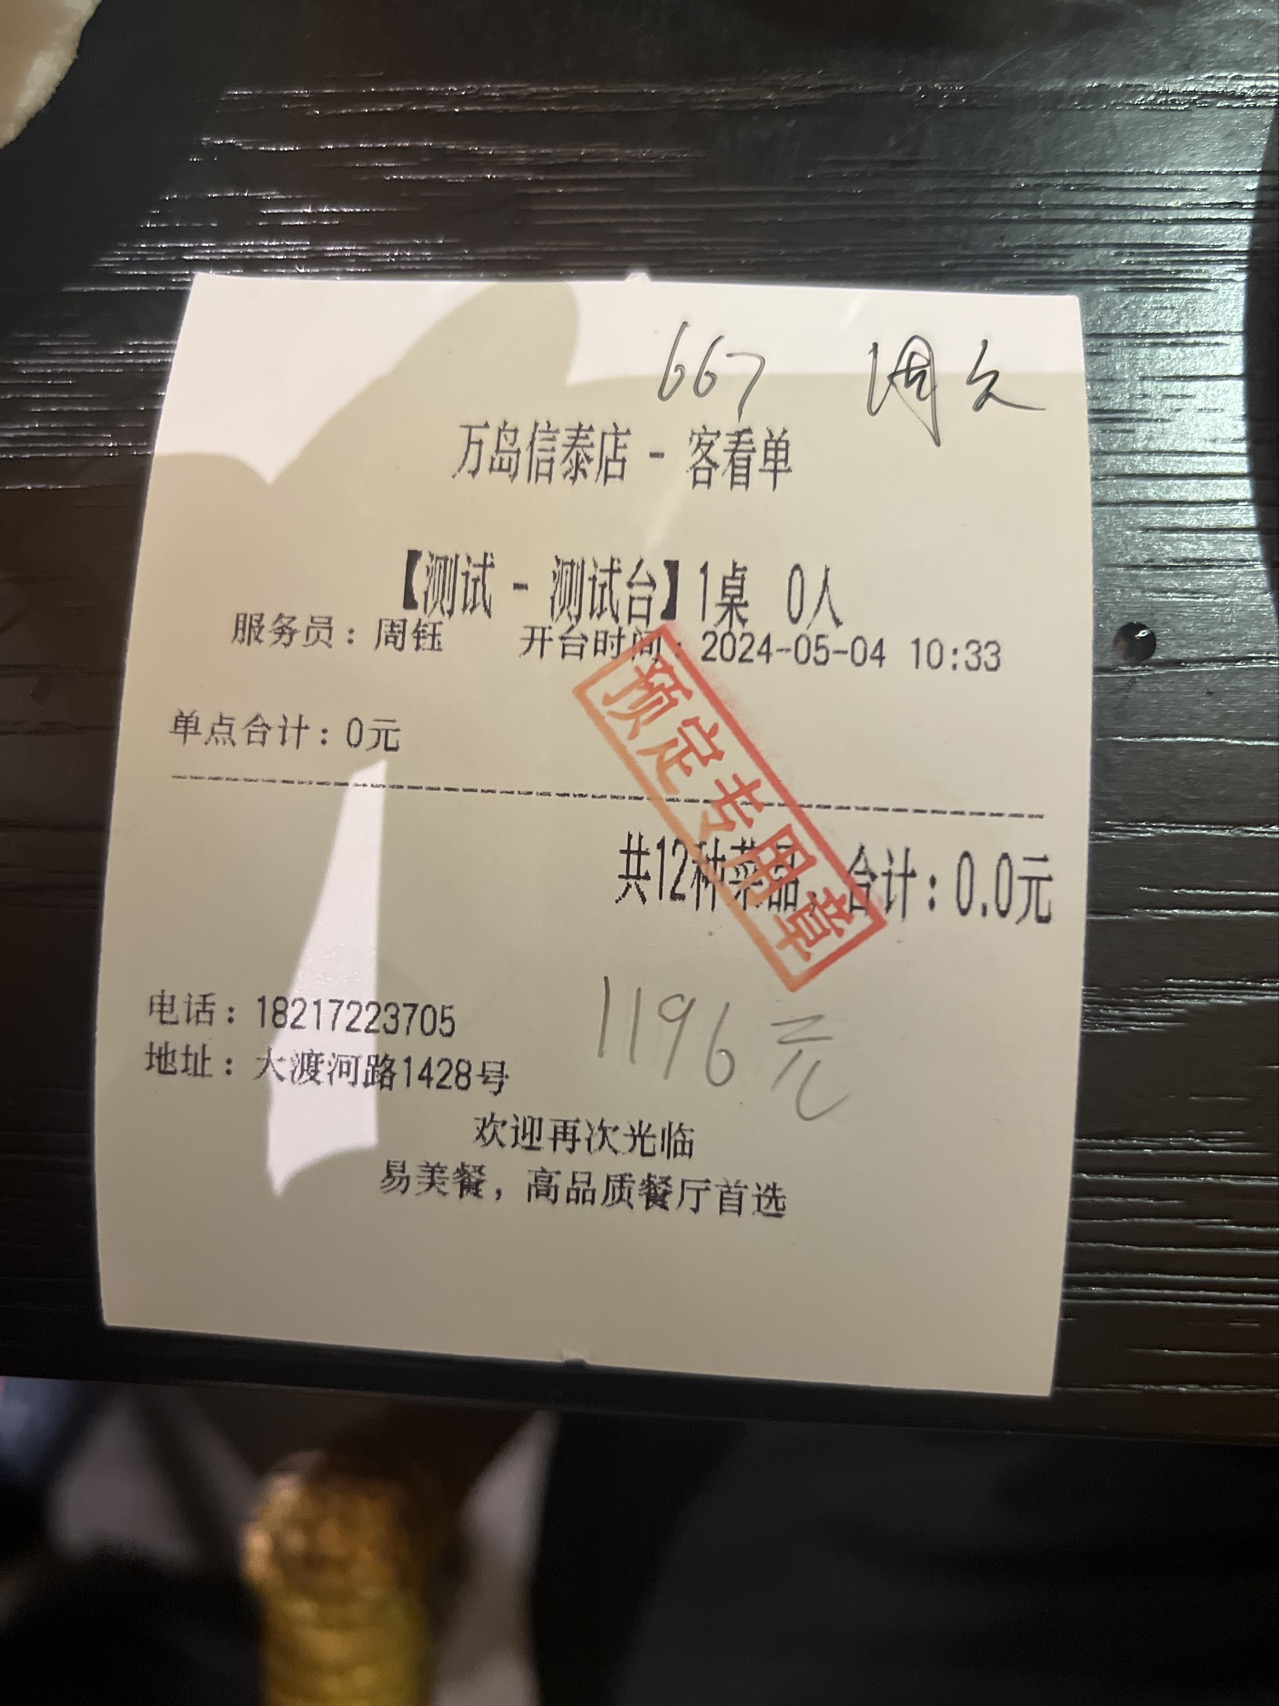 667 周久
万岛信泰店 - 客看单
【测试 - 测试台】1桌 0人
服务员：周钰 开台时间：2024-05-04 10:33
单点合计：0元
预定专用章
共12种菜品，合计：0.0元
1196元
电话：18217223705
地址：大渡河路1428号
欢迎再次光临
易美餐，高品质餐厅首选